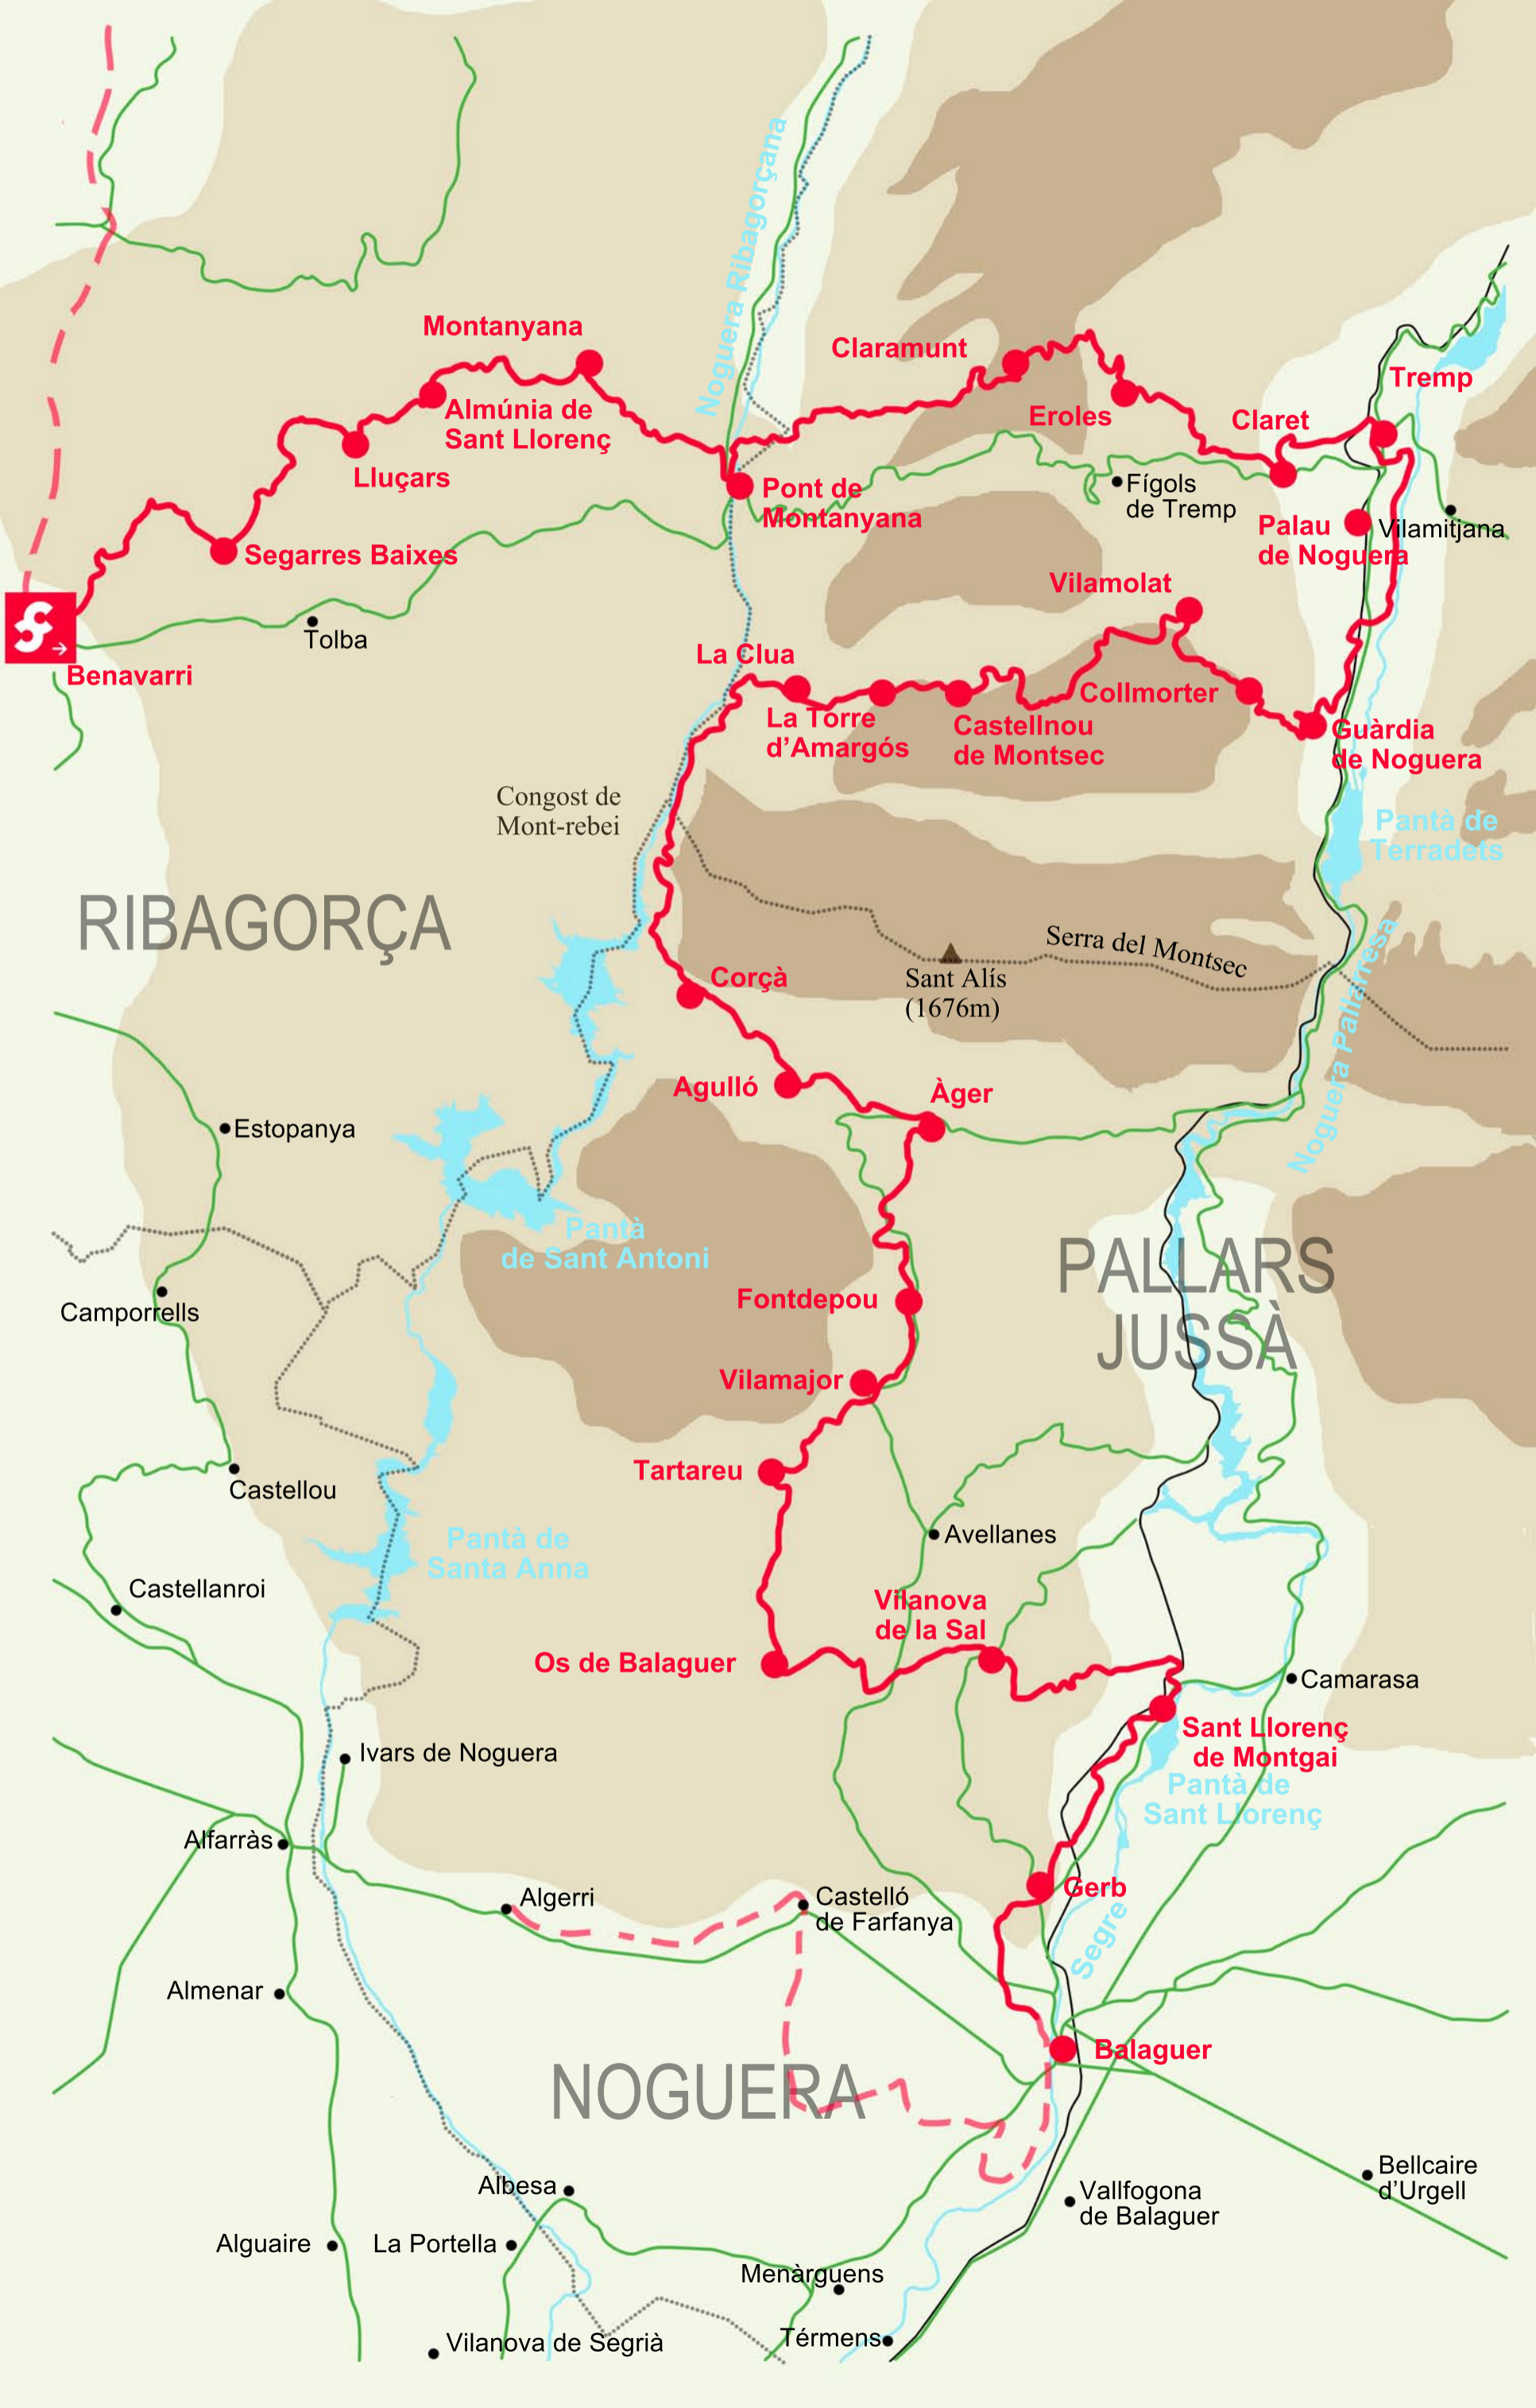 Noguera Ribagorçana
Montanyana
Claramunt
Tremp
Almúnia de
Sant Llorenç
Eroles
Claret
Lluçars
Pont de
Montanyana
Fígols
de Tremp
Palau
de Noguera
Vilamitjana
Segarres Baixes
Vilamolat
Tolba
La Clua
Benavarri
Collmorter
La Torre
d’Amargós
Castellnou
de Montsec
Guàrdia
de Noguera
Congost de
Mont-rebei
Pantà de
Terradets
RIBAGORÇA
Serra del Montsec
Noguera Pallarresa
Corçà
Sant Alís
(1676m)
Agulló
Àger
Estopanya
Pantà
de Sant Antoni
PALLARS
JUSSÀ
Camporrells
Fontdepou
Vilamajor
Tartareu
Castellou
Avellanes
Pantà de
Santa Anna
Castellanroi
Vilanova
de la Sal
Os de Balaguer
Camarasa
Sant Llorenç
de Montgai
Ivars de Noguera
Pantà de
Sant Llorenç
Alfarràs
Algerri
Castelló
de Farfanya
Gerb
Segre
Almenar
Balaguer
NOGUERA
Albesa
Bellcaire
d’Urgell
Vallfogona
de Balaguer
Alguaire
La Portella
Menàrguens
Vilanova de Segrià
Térmens